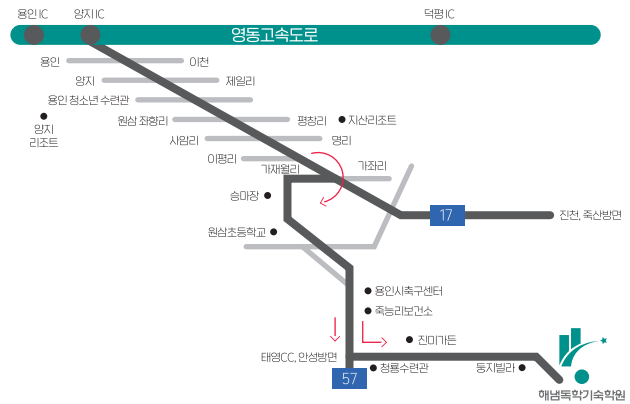 용인 IC
양지 IC
덕평 IC
영동고속도로
용인
이천
양지
제일리
용인 청소년 수련관
원삼 좌항리
평창리
지산리조트
양지
리조트
사암리
명리
이평리
가재월리
가좌리
승마장
17
진천, 죽산방면
원삼초등학교
용인시축구센터
죽능리보건소
진미가든
태영CC, 안성방면
57
청룡수련관
둥지빌라
해냄독학기숙학원